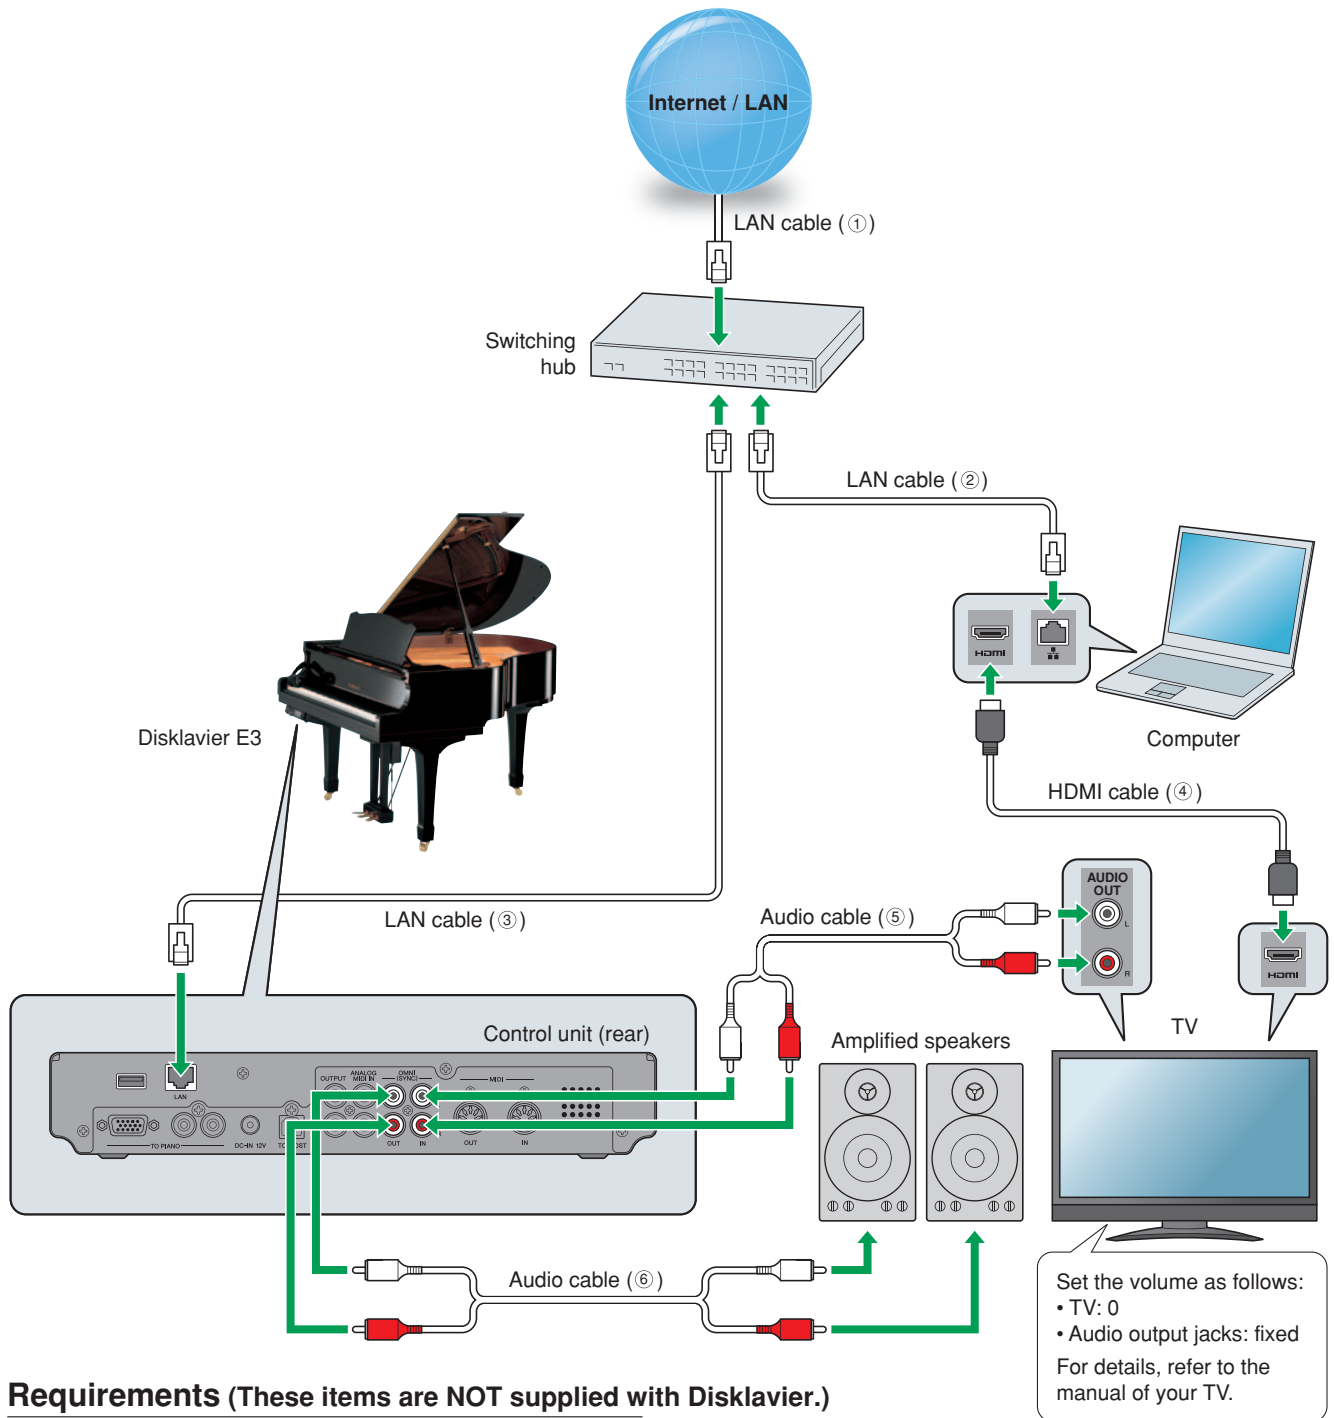 Internet / LAN
LAN cable (①)
Switching
hub
LAN cable (②)
HDMI
Computer
Disklavier E3
HDMI cable (④)
AUDIO
OUT
L
R
LAN cable (③)
Audio cable (⑤)
HDMI
TV
Control unit (rear)
Amplified speakers
LAN
OUTPUT
ANALOG
MIDI IN
OMNI
(SYNC)
MIDI
OUT
IN
OUT
IN
TO PIANO
DC-IN 12V
Audio cable (⑥)
Set the volume as follows:
• TV: 0
• Audio output jacks: fixed
For details, refer to the
manual of your TV.
Requirements (These items are NOT supplied with Disklavier.)